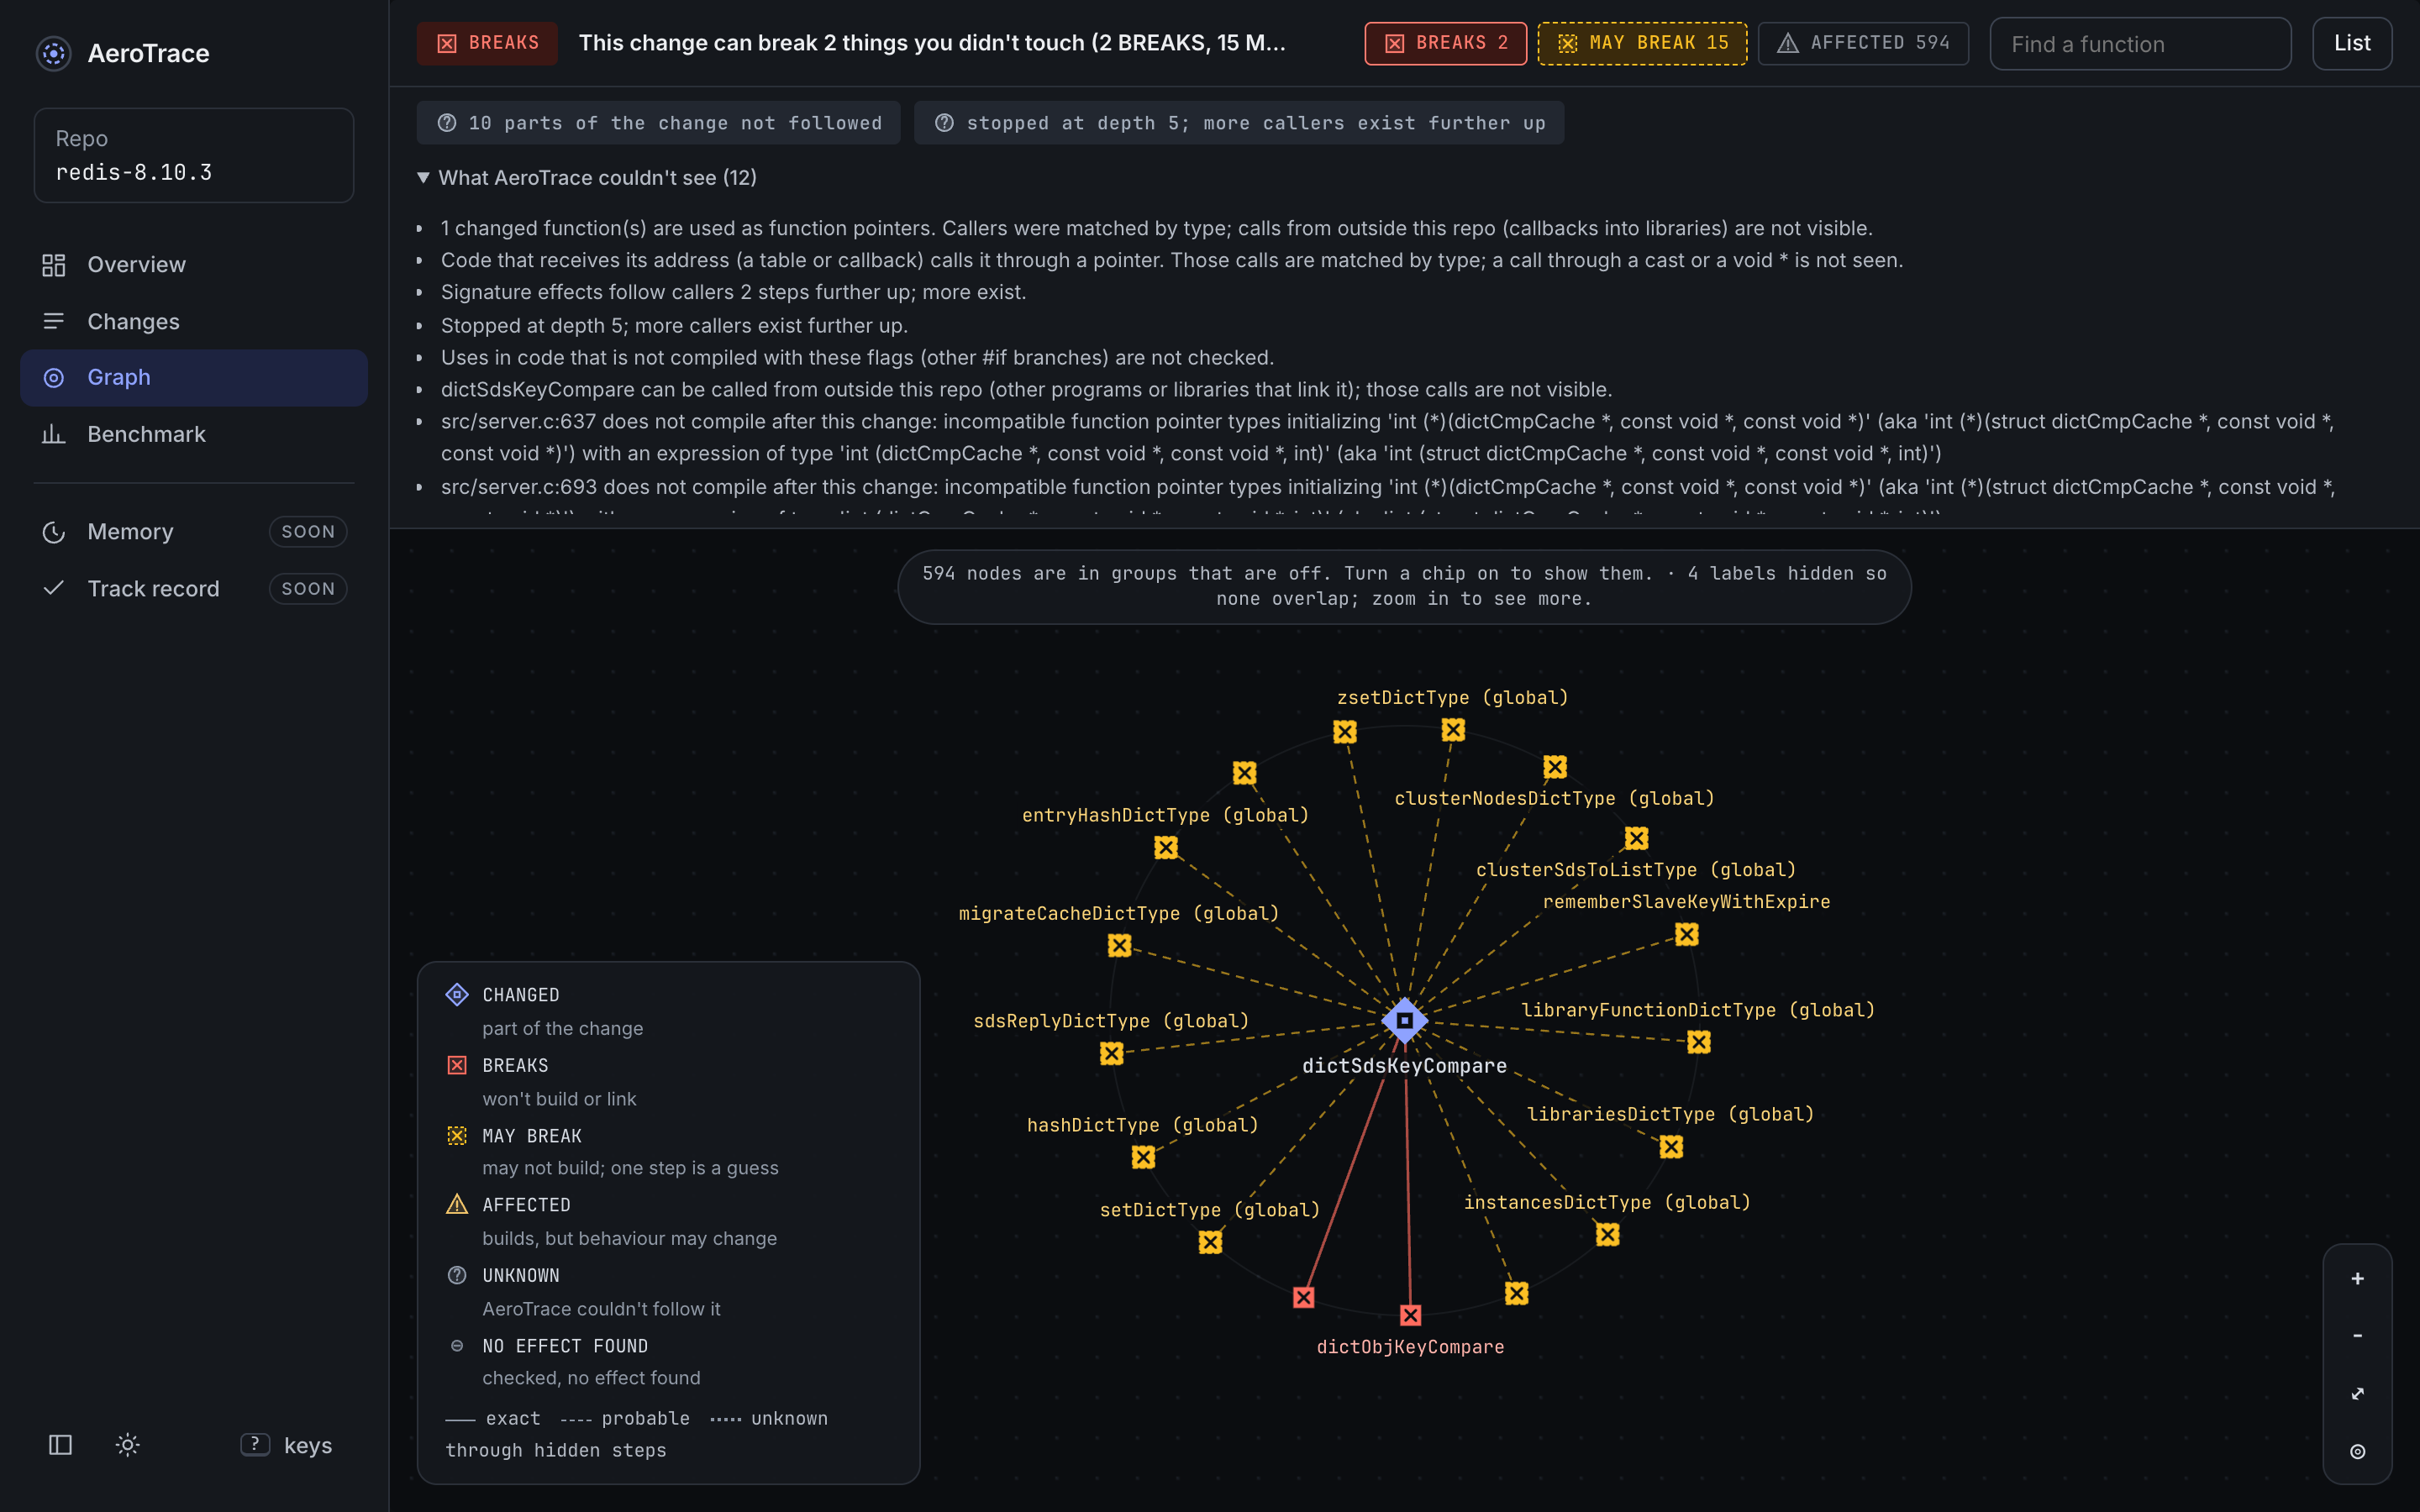 AeroTrace
Repo
redis-8.10.3
Overview
Changes
Graph
Benchmark
Memory SOON
Track record SOON
? keys
BREAKS
This change can break 2 things you didn't touch (2 BREAKS, 15 M...
BREAKS 2
MAY BREAK 15
AFFECTED 594
Find a function
List
10 parts of the change not followed
stopped at depth 5; more callers exist further up
What AeroTrace couldn't see (12)
1 changed function(s) are used as function pointers. Callers were matched by type; calls from outside this repo (callbacks into libraries) are not visible.
Code that receives its address (a table or callback) calls it through a pointer. Those calls are matched by type; a call through a cast or a void * is not seen.
Signature effects follow callers 2 steps further up; more exist.
Stopped at depth 5; more callers exist further up.
Uses in code that is not compiled with these flags (other #if branches) are not checked.
dictSdsKeyCompare can be called from outside this repo (other programs or libraries that link it); those calls are not visible.
src/server.c:637 does not compile after this change: incompatible function pointer types initializing 'int (*)(dictCmpCache *, const void *, const void *)' (aka 'int (*)(struct dictCmpCache *, const void *,
const void *)') with an expression of type 'int (dictCmpCache *, const void *, const void *, int)' (aka 'int (struct dictCmpCache *, const void *, const void *, int)')
src/server.c:693 does not compile after this change: incompatible function pointer types initializing 'int (*)(dictCmpCache *, const void *, const void *)' (aka 'int (*)(struct dictCmpCache *, const void *,
594 nodes are in groups that are off. Turn a chip on to show them. · 4 labels hidden so
none overlap; zoom in to see more.
zsetDictType (global)
clusterNodesDictType (global)
entryHashDictType (global)
clusterSdsToListType (global)
rememberSlaveKeyWithExpire
migrateCacheDictType (global)
libraryFunctionDictType (global)
sdsReplyDictType (global)
dictSdsKeyCompare
librariesDictType (global)
hashDictType (global)
instancesDictType (global)
setDictType (global)
dictObjKeyCompare
CHANGED
part of the change
BREAKS
won't build or link
MAY BREAK
may not build; one step is a guess
AFFECTED
builds, but behaviour may change
UNKNOWN
AeroTrace couldn't follow it
NO EFFECT FOUND
checked, no effect found
exact probable unknown
through hidden steps
+
-